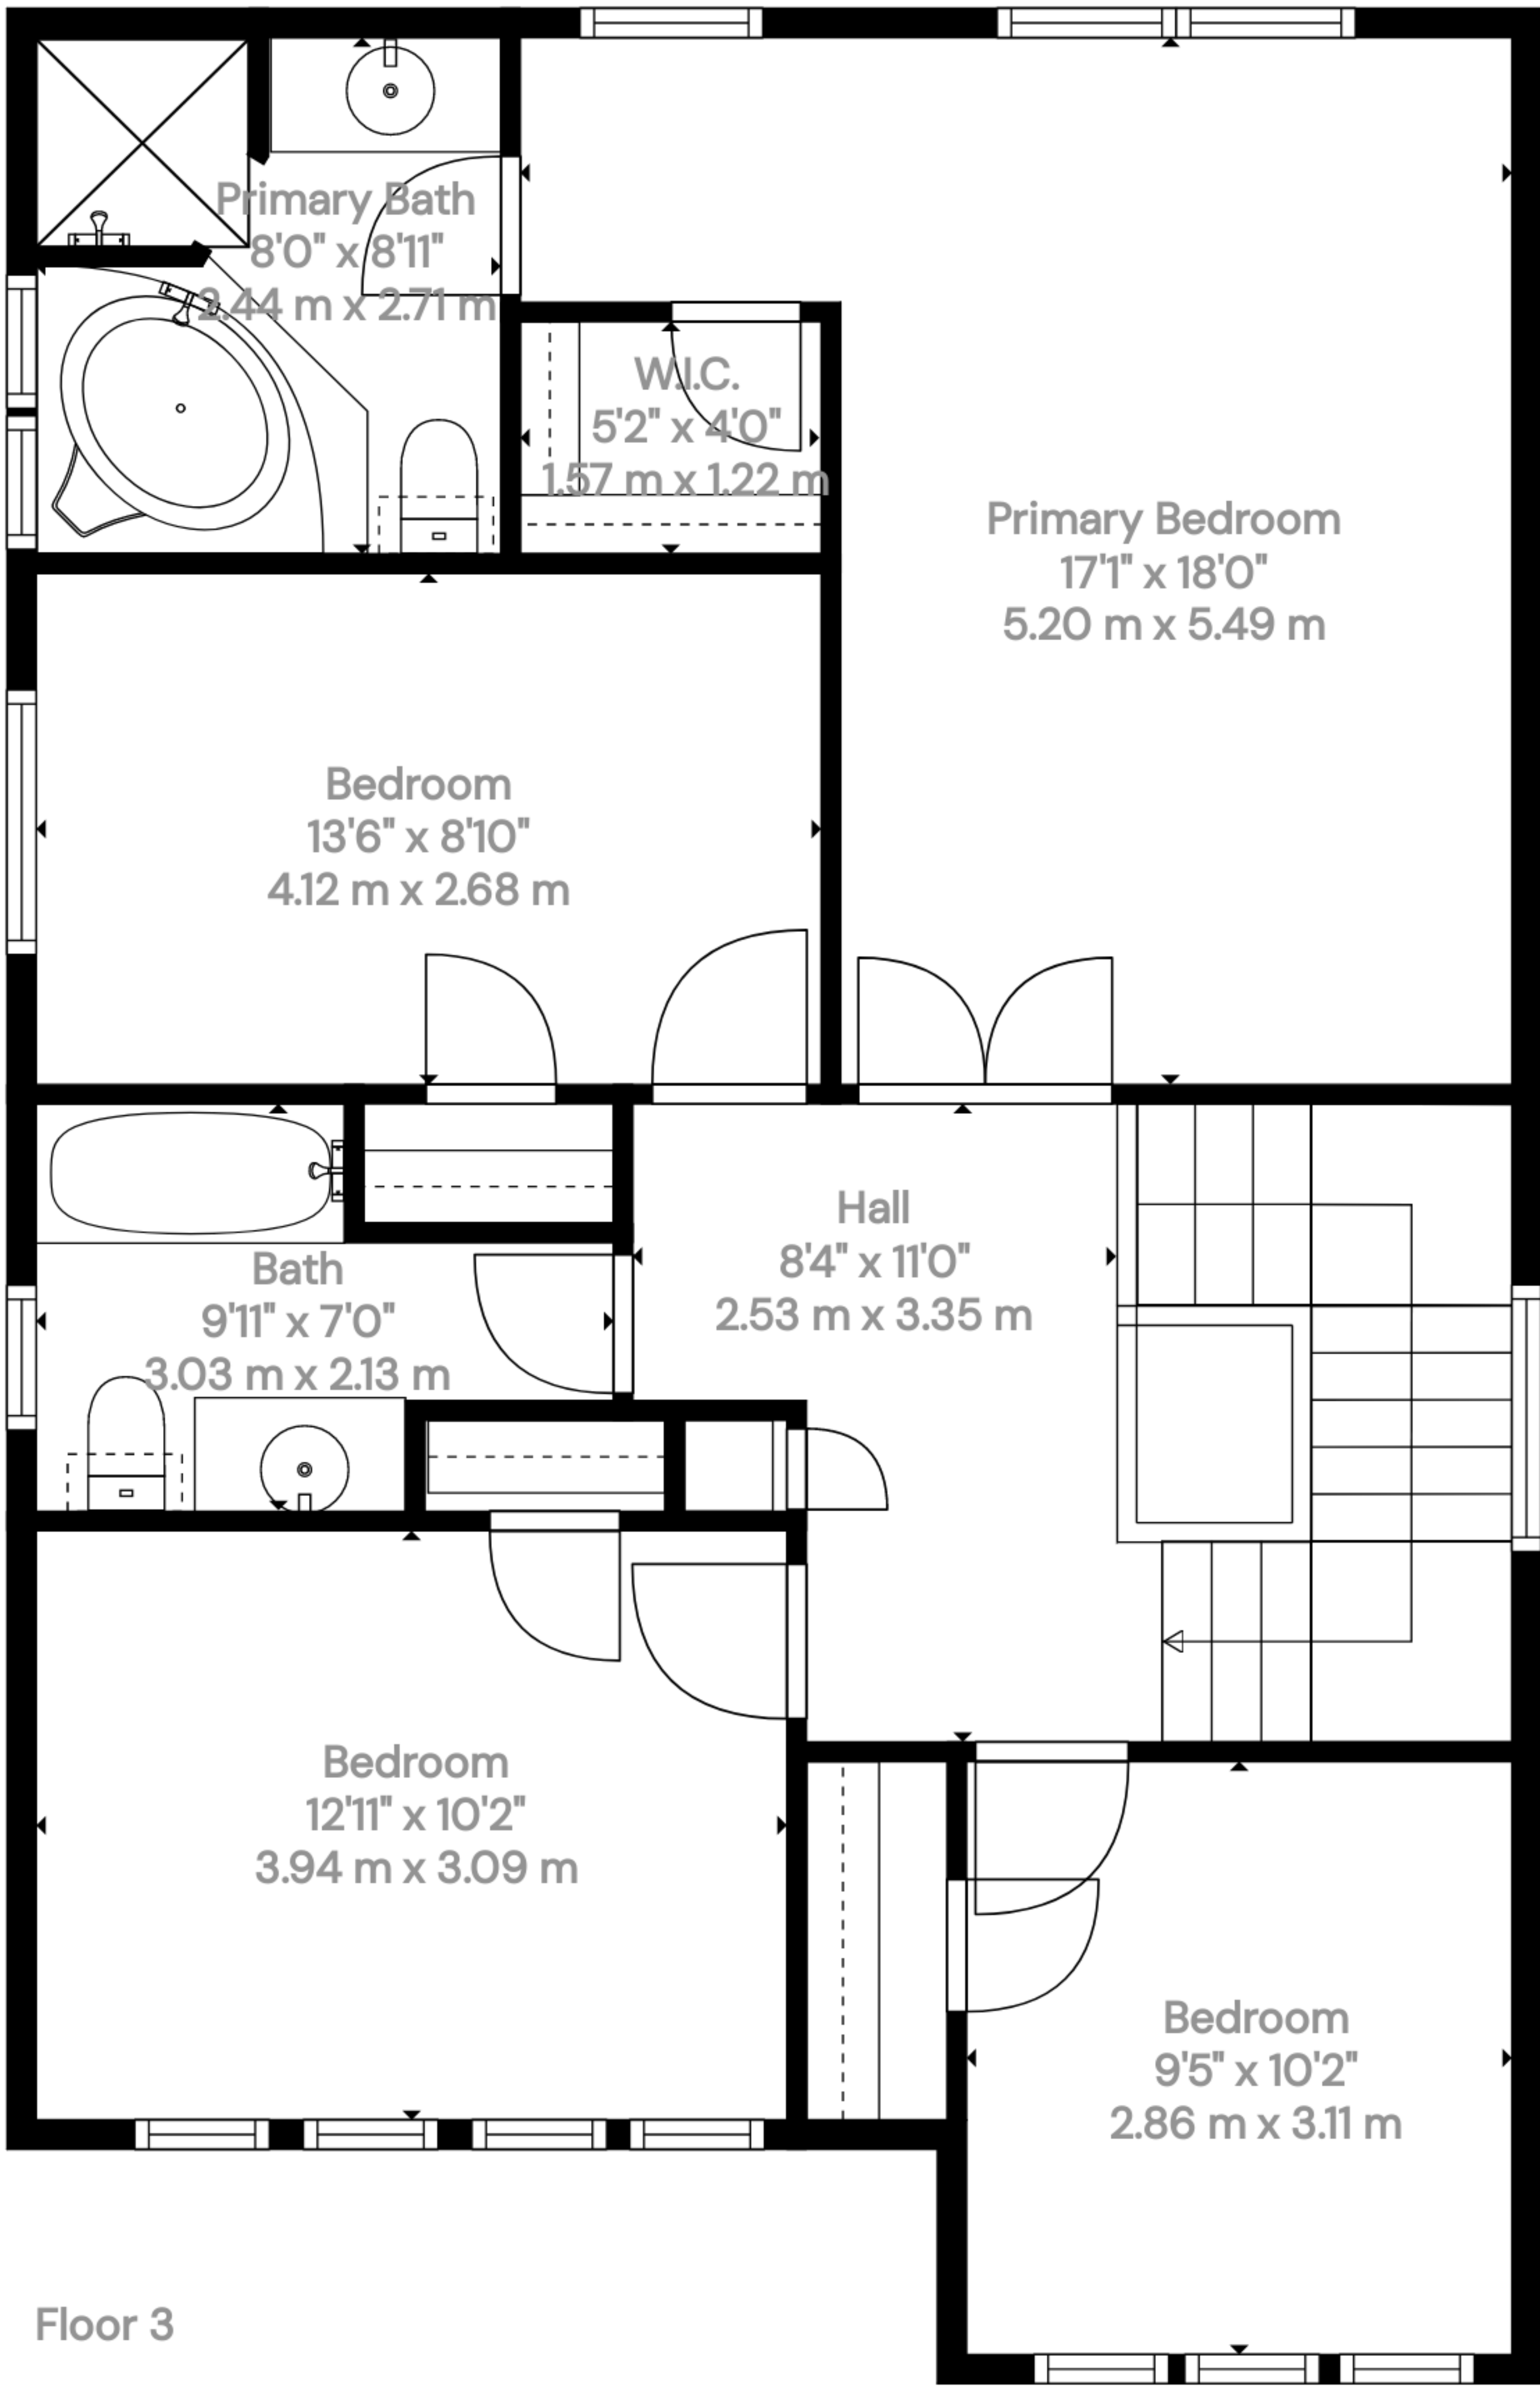 Primary Bath
8'0" x 8'11"
2.44 m x 2.71 m
W.I.C.
5'2" x 4'0"
1.57 m x 1.22 m
Primary Bedroom
17'1" x 18'0"
5.20 m x 5.49 m
Bedroom
13'6" x 8'10"
4.12 m x 2.68 m
Hall
8'4" x 11'0"
2.53 m x 3.35 m
Bath
9'11" x 7'0"
3.03 m x 2.13 m
Bedroom
12'11" x 10'2"
3.94 m x 3.09 m
Bedroom
9'5" x 10'2"
2.86 m x 3.11 m
Floor 3